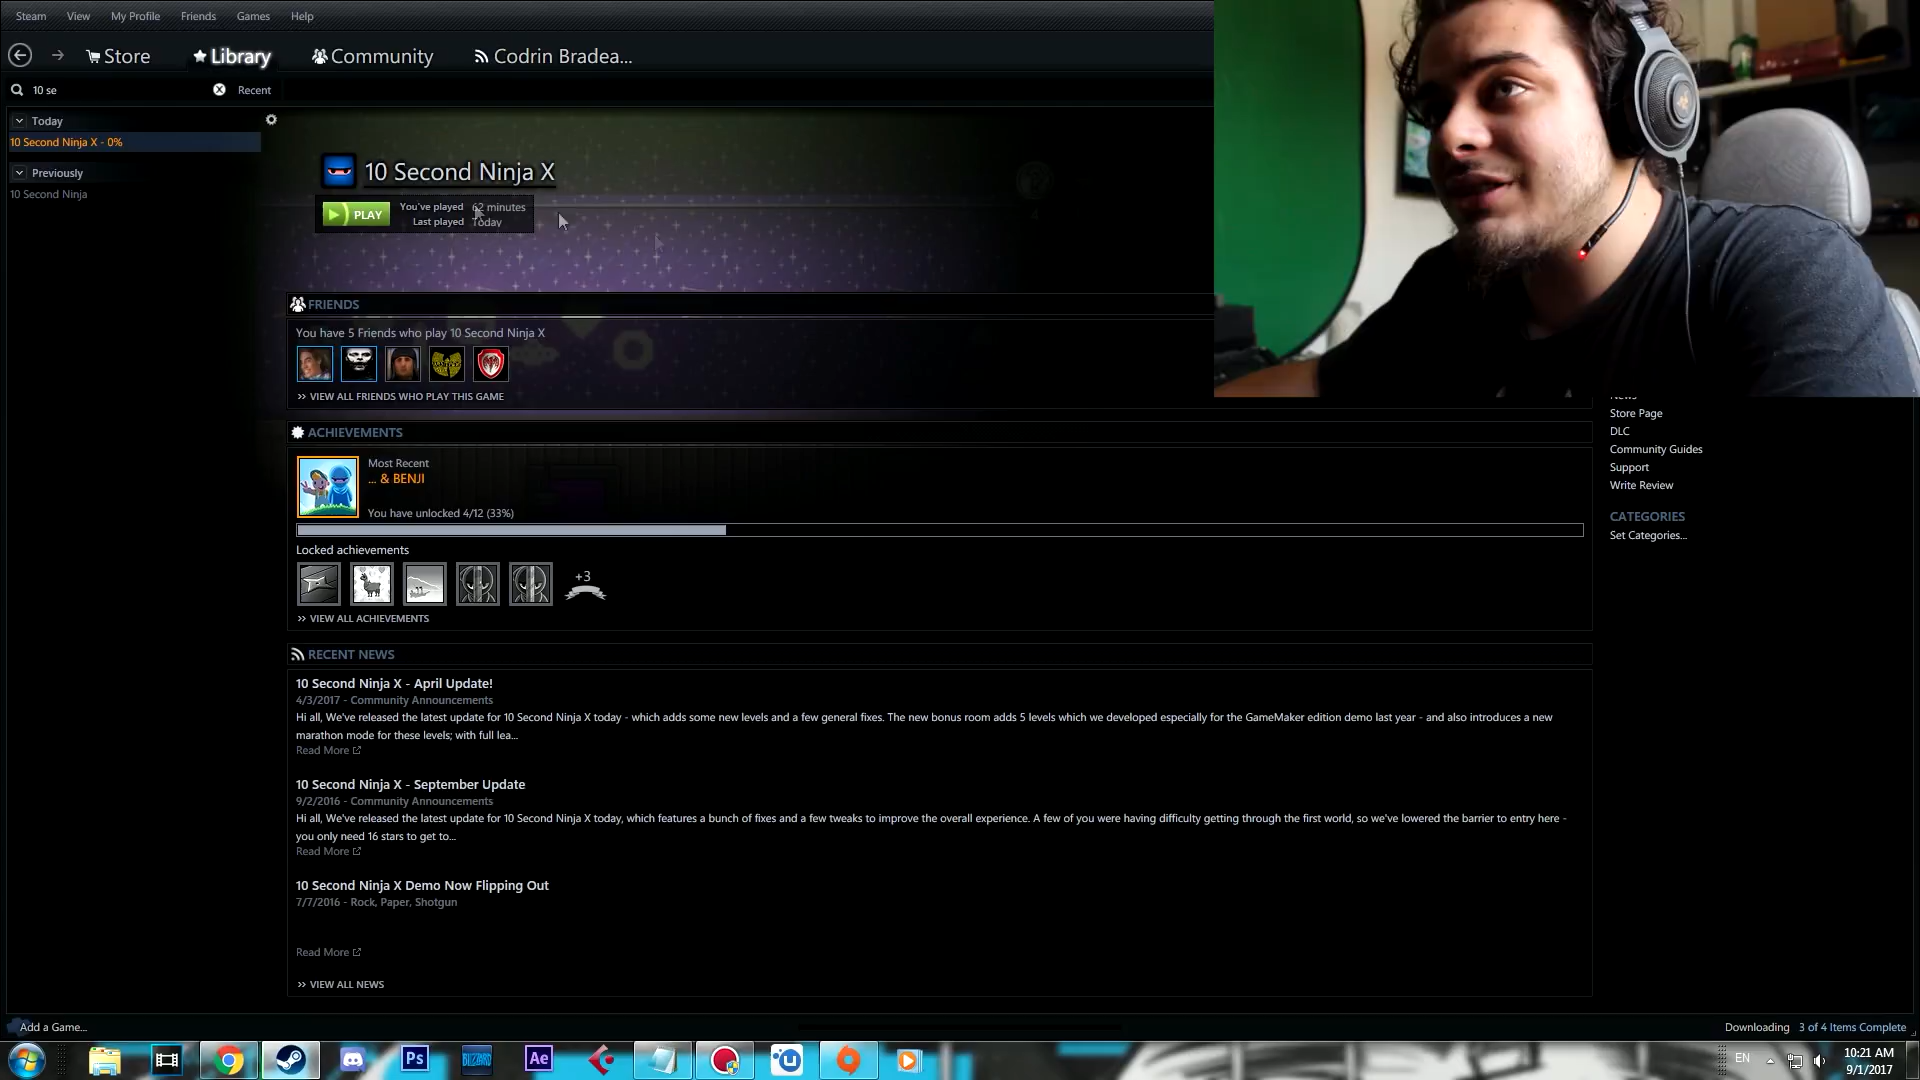 Steam View My Profile Friends Games Help
Store Library Community Codrin Bradea...
10 se Recent
Today
10 Second Ninja X - 0%
Previously
10 Second Ninja
10 Second Ninja X
PLAY
You've played 62 minutes
Last played Today
FRIENDS
You have 5 Friends who play 10 Second Ninja X
VIEW ALL FRIENDS WHO PLAY THIS GAME
ACHIEVEMENTS
Most Recent
... & BENJI
You have unlocked 4/12 (33%)
Locked achievements
+3
VIEW ALL ACHIEVEMENTS
RECENT NEWS
10 Second Ninja X - April Update!
4/3/2017 - Community Announcements
Hi all, We've released the latest update for 10 Second Ninja X today - which adds some new levels and a few general fixes. The new bonus room adds 5 levels which we developed especially for the GameMaker edition demo last year - and also introduces a new
marathon mode for these levels; with full lea...
Read More
10 Second Ninja X - September Update
9/2/2016 - Community Announcements
Hi all, We've released the latest update for 10 Second Ninja X today, which features a bunch of fixes and a few tweaks to improve the overall experience. A few of you were having difficulty getting through the first world, so we've lowered the barrier to entry here -
you only need 16 stars to get to...
Read More
10 Second Ninja X Demo Now Flipping Out
7/7/2016 - Rock, Paper, Shotgun
Read More
VIEW ALL NEWS
Store Page
DLC
Community Guides
Support
Write Review
CATEGORIES
Set Categories...
Add a Game...
Downloading 3 of 4 Items Complete
Ps BLIZZARD Ae
EN
10:21 AM
9/1/2017